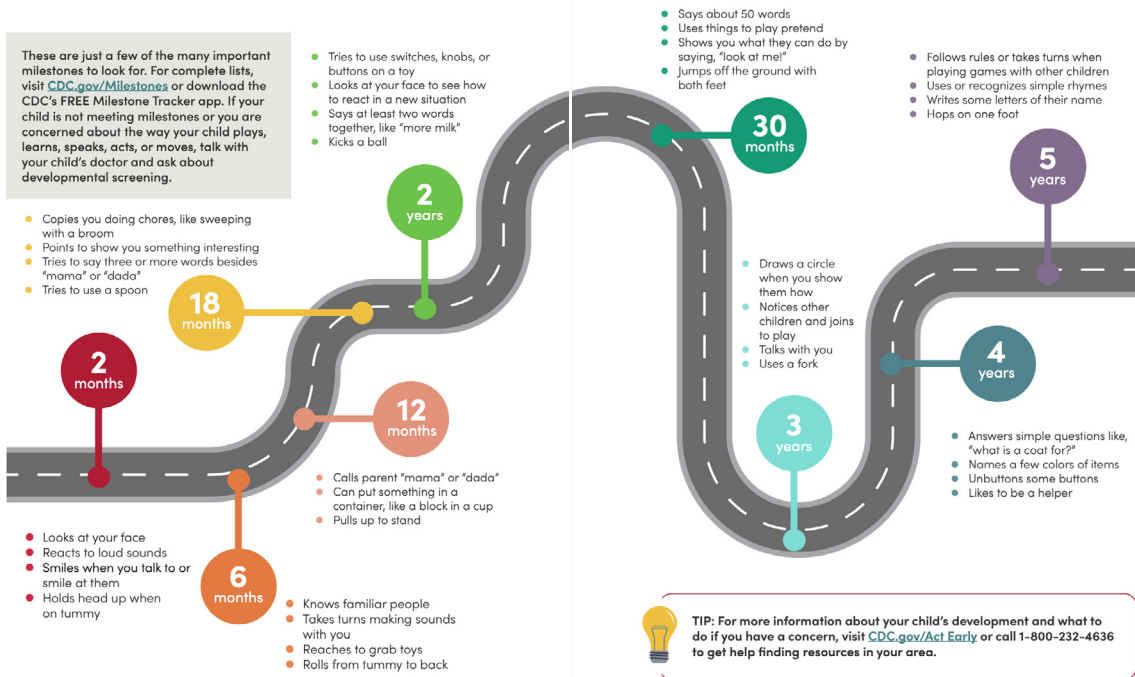 These are just a few of the many important
milestones to look for. For complete lists,
visit CDC.gov/Milestones or download the
CDC's FREE Milestone Tracker app. If your
child is not meeting milestones or you are
concerned about the way your child plays,
learns, speaks, acts, or moves, talk with
your child's doctor and ask about
developmental screening.
2
months
• Looks at your face
• Reacts to loud sounds
• Smiles when you talk to or
smile at them
• Holds head up when
on tummy
6
months
• Knows familiar people
• Takes turns making sounds
with you
• Reaches to grab toys
• Rolls from tummy to back
12
months
• Calls parent "mama" or "dada"
• Can put something in a
container, like a block in a cup
• Pulls up to stand
18
months
• Copies you doing chores, like sweeping
with a broom
• Points to show you something interesting
• Tries to say three or more words besides
"mama" or "dada"
• Tries to use a spoon
2
years
• Tries to use switches, knobs, or
buttons on a toy
• Looks at your face to see how
to react in a new situation
• Says at least two words
together, like "more milk"
• Kicks a ball
30
months
• Says about 50 words
• Uses things to play pretend
• Shows you what they can do by
saying, "look at me!"
• Jumps off the ground with
both feet
3
years
• Draws a circle
when you show
them how
• Notices other
children and joins
to play
• Talks with you
• Uses a fork
4
years
• Answers simple questions like,
"what is a coat for?"
• Names a few colors of items
• Unbuttons some buttons
• Likes to be a helper
5
years
• Follows rules or takes turns when
playing games with other children
• Uses or recognizes simple rhymes
• Writes some letters of their name
• Hops on one foot
TIP: For more information about your child's development and what to
do if you have a concern, visit CDC.gov/Act Early or call 1-800-232-4636
to get help finding resources in your area.